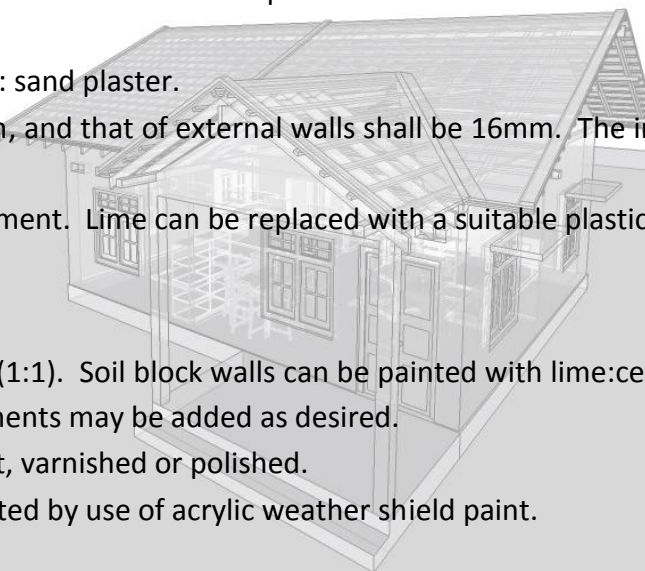 : sand plaster.
, and that of external walls shall be 16mm. The in
ment. Lime can be replaced with a suitable plastic
(1:1). Soil block walls can be painted with lime:ce
ments may be added as desired.
t, varnished or polished.
ted by use of acrylic weather shield paint.